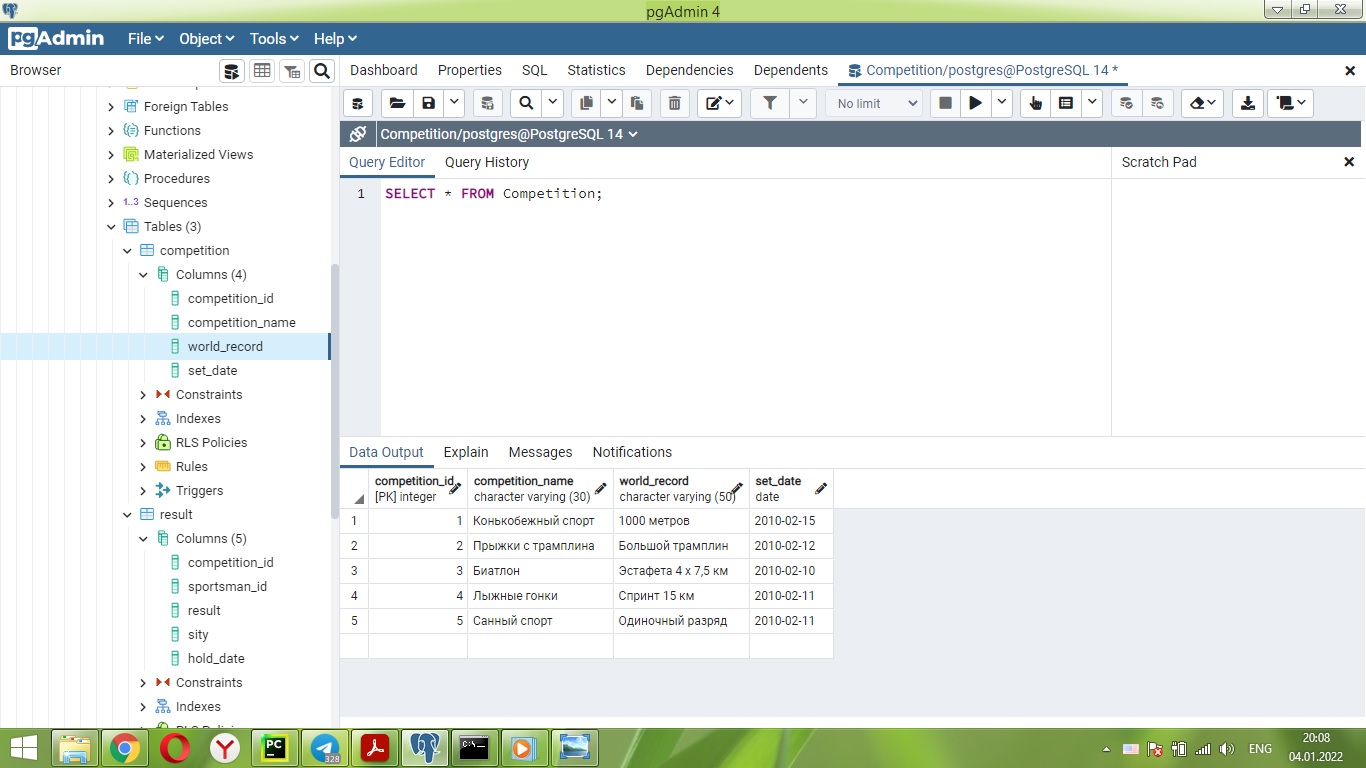 pgAdmin 4
pgAdmin File Object Tools Help
Browser
Dashboard Properties SQL Statistics Dependencies Dependents Competition/postgres@PostgreSQL 14 *
No limit
Competition/postgres@PostgreSQL 14
Query Editor Query History
Scratch Pad
1 SELECT * FROM Competition;
Foreign Tables
Functions
Materialized Views
Procedures
1..3 Sequences
Tables (3)
competition
Columns (4)
competition_id
competition_name
world_record
set_date
Constraints
Indexes
RLS Policies
Rules
Triggers
result
Columns (5)
competition_id
sportsman_id
result
sity
hold_date
Constraints
Indexes
Data Output Explain Messages Notifications
competition_id competition_name world_record set_date
[PK] integer character varying (30) character varying (50) date
1 1 Конькобежный спорт 1000 метров 2010-02-15
2 2 Прыжки с трамплина Большой трамплин 2010-02-12
3 3 Биатлон Эстафета 4 x 7,5 км 2010-02-10
4 4 Лыжные гонки Спринт 15 км 2010-02-11
5 5 Санный спорт Одиночный разряд 2010-02-11
PC
328
C:\
ENG
20:08
04.01.2022